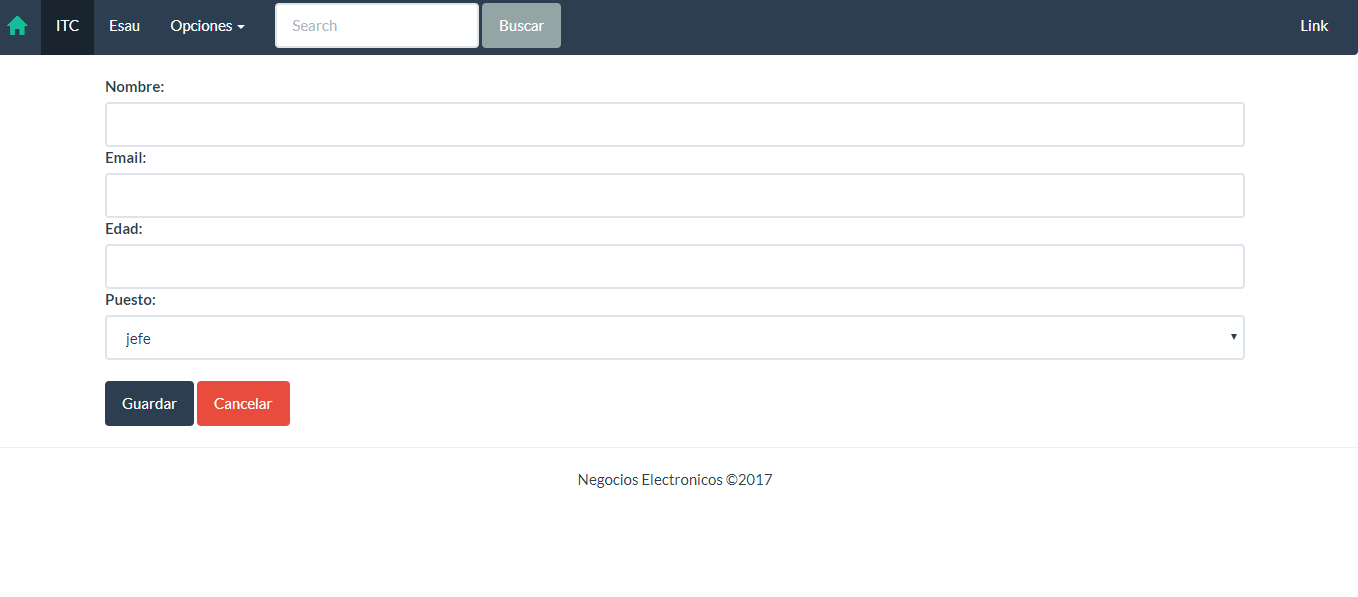 ITC Esau Opciones Search Buscar Link
Nombre:
Email:
Edad:
Puesto:
jefe
Guardar Cancelar
Negocios Electronicos ©2017